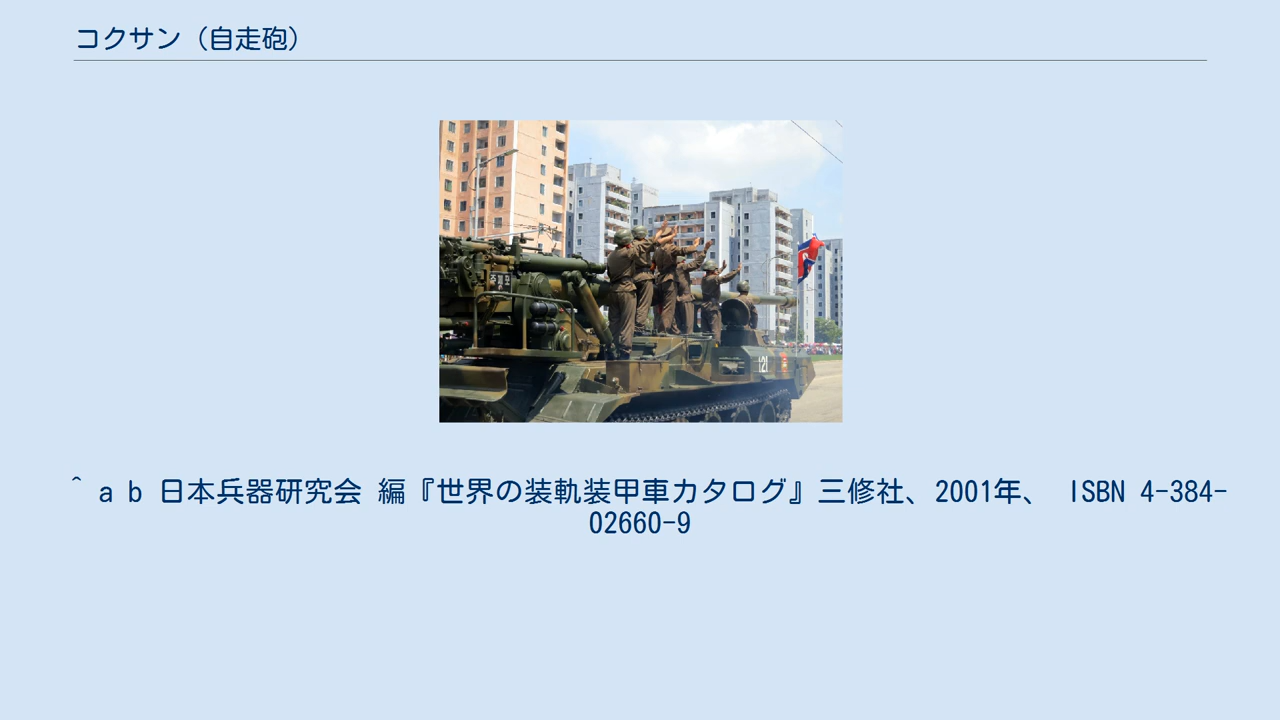 コクサン（自走砲）
121
^ a b 日本兵器研究会 編『世界の装軌装甲車カタログ』三修社、2001年、 ISBN 4-384-
02660-9